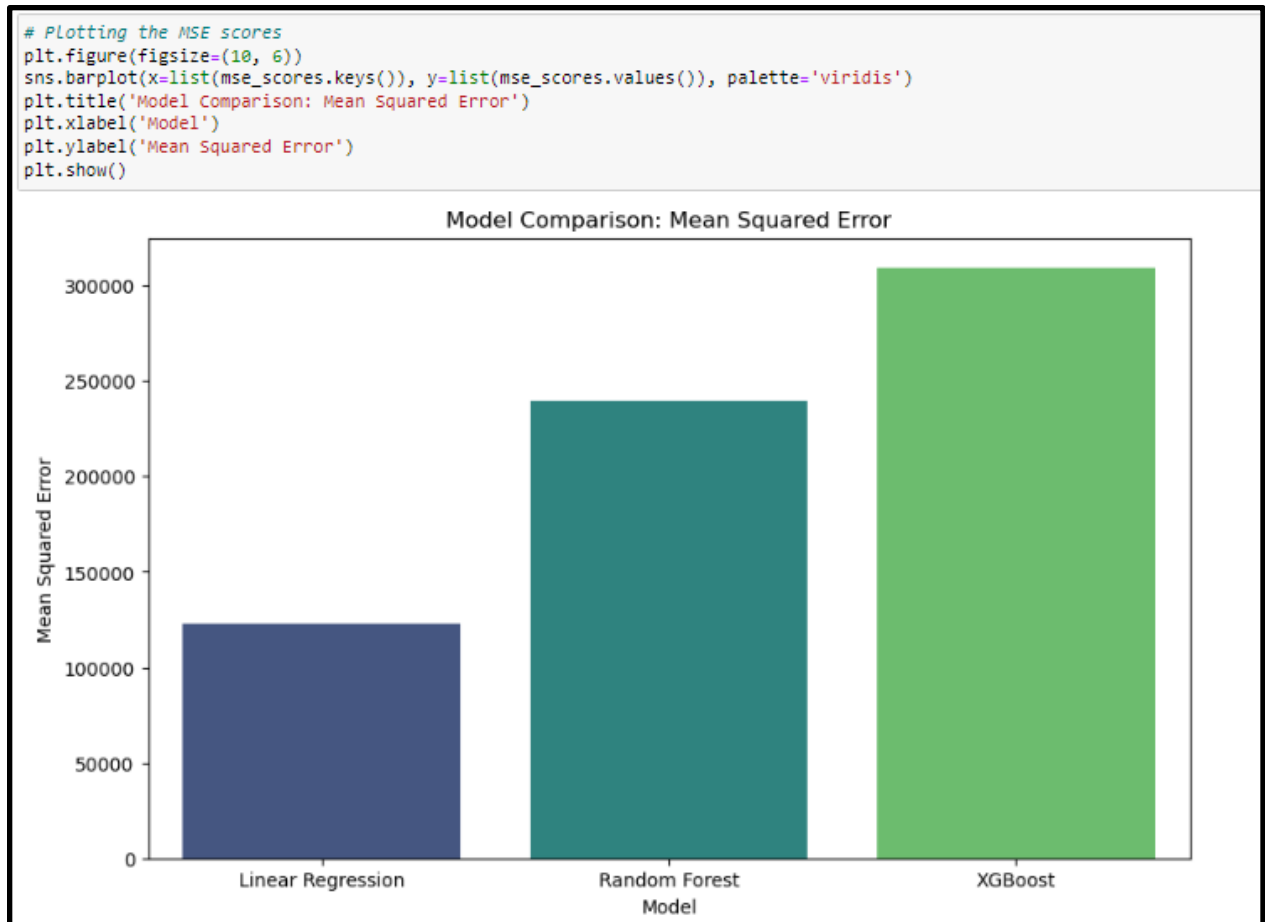 # Plotting the MSE scores
plt.figure(figsize=(10, 6))
sns.barplot(x=list(mse_scores.keys()), y=list(mse_scores.values()), palette='viridis')
plt.title('Model Comparison: Mean Squared Error')
plt.xlabel('Model')
plt.ylabel('Mean Squared Error')
plt.show()
Model Comparison: Mean Squared Error
300000
250000
200000
150000
100000
50000
0
Mean Squared Error
Linear Regression
Random Forest
XGBoost
Model